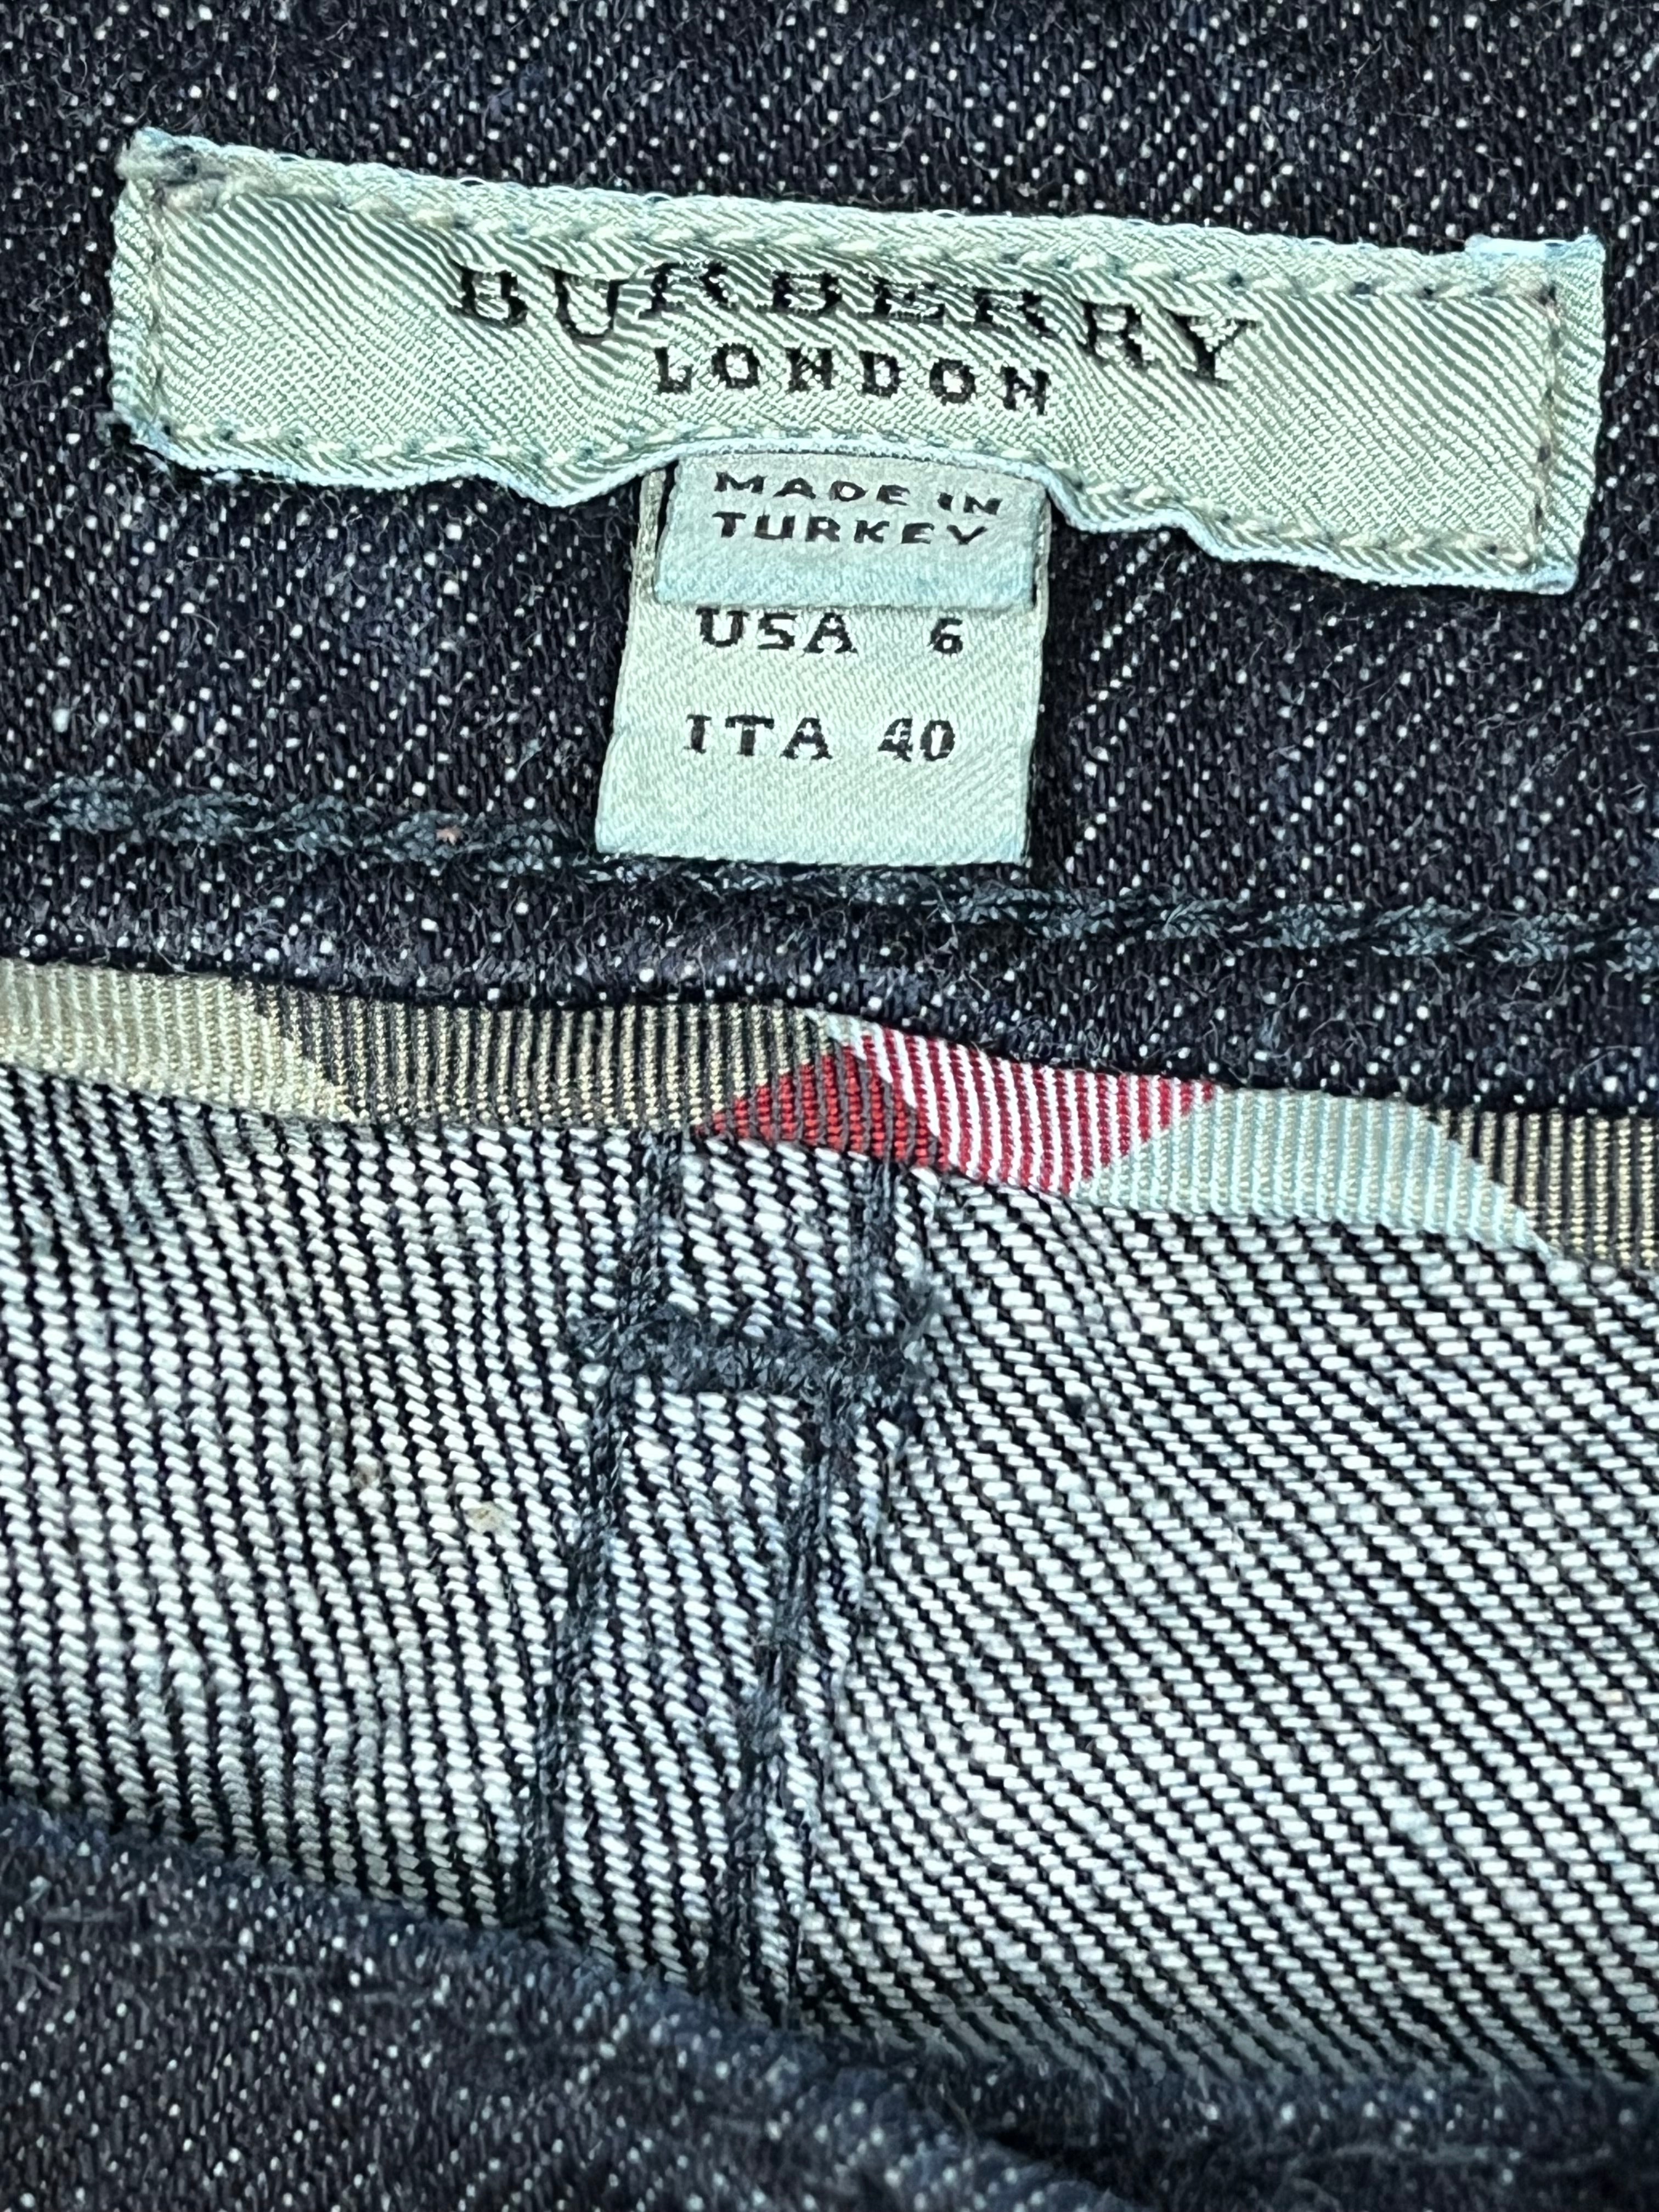 BURBERRY
LONDON
MADE IN
TURKEY
USA 6
ITA 40